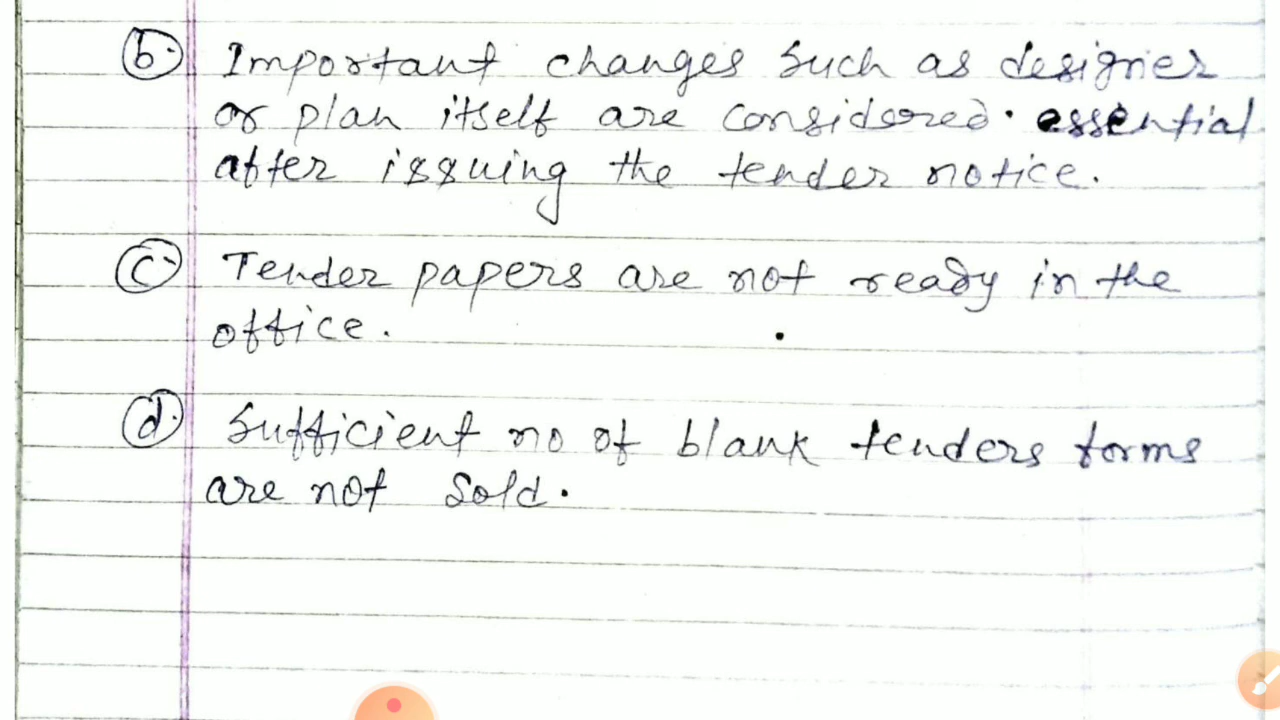 b. Important changes such as designer
or plan itself are considered. essential
after issuing the tender notice.
c. Tender papers are not ready in the
office.
d. Sufficient no of blank tenders forms
are not sold.